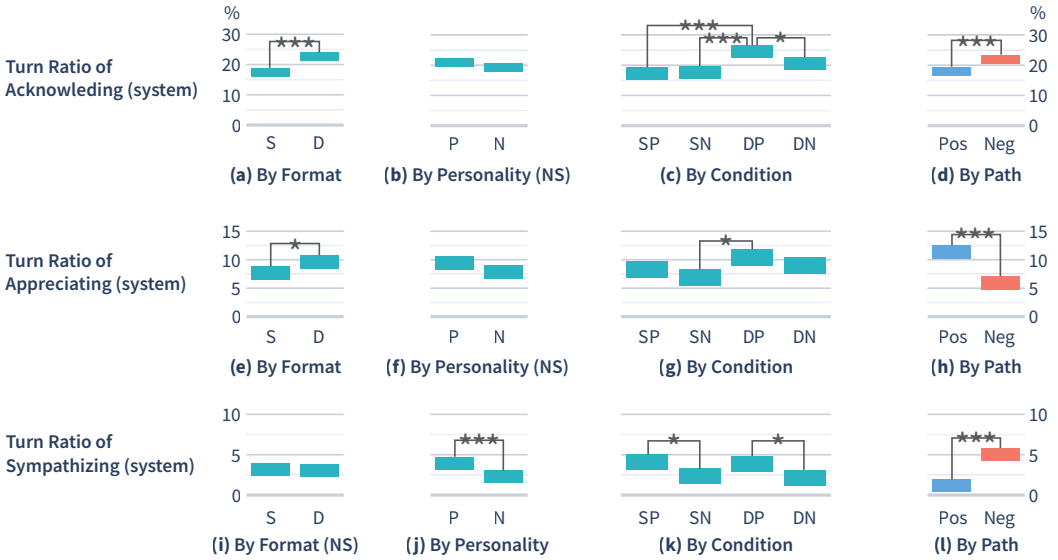 % %
30 *** *** *** * *** 30
Turn Ratio of 20 20
Acknowleding (system) 10 10
0 0
S D P N SP SN DP DN Pos Neg
(a) By Format (b) By Personality (NS) (c) By Condition (d) By Path
15 * * *** 15
Turn Ratio of 10 10
Appreciating (system) 5 5
0 0
S D P N SP SN DP DN Pos Neg
(e) By Format (f) By Personality (NS) (g) By Condition (h) By Path
10 10
Turn Ratio of *** * * ***
Sympathizing (system) 5 5
0 0
S D P N SP SN DP DN Pos Neg
(i) By Format (NS) (j) By Personality (k) By Condition (l) By Path